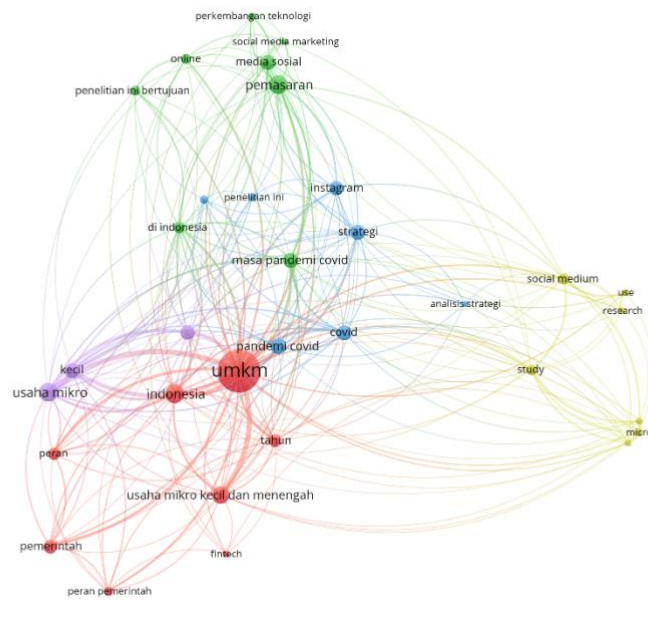 perkembangan teknologi
social media marketing
online
media sosial
pemasaran
penelitian ini bertujuan
instagram
penelitian ini
di indonesia
strategi
masa pandemi covid
social medium
use
analisis strategi
research
covid
pandemi covid
umkm
kecil
study
usaha mikro
indonesia
micro
tahun
peran
usaha mikro kecil dan menengah
pemerintah
fintech
peran pemerintah